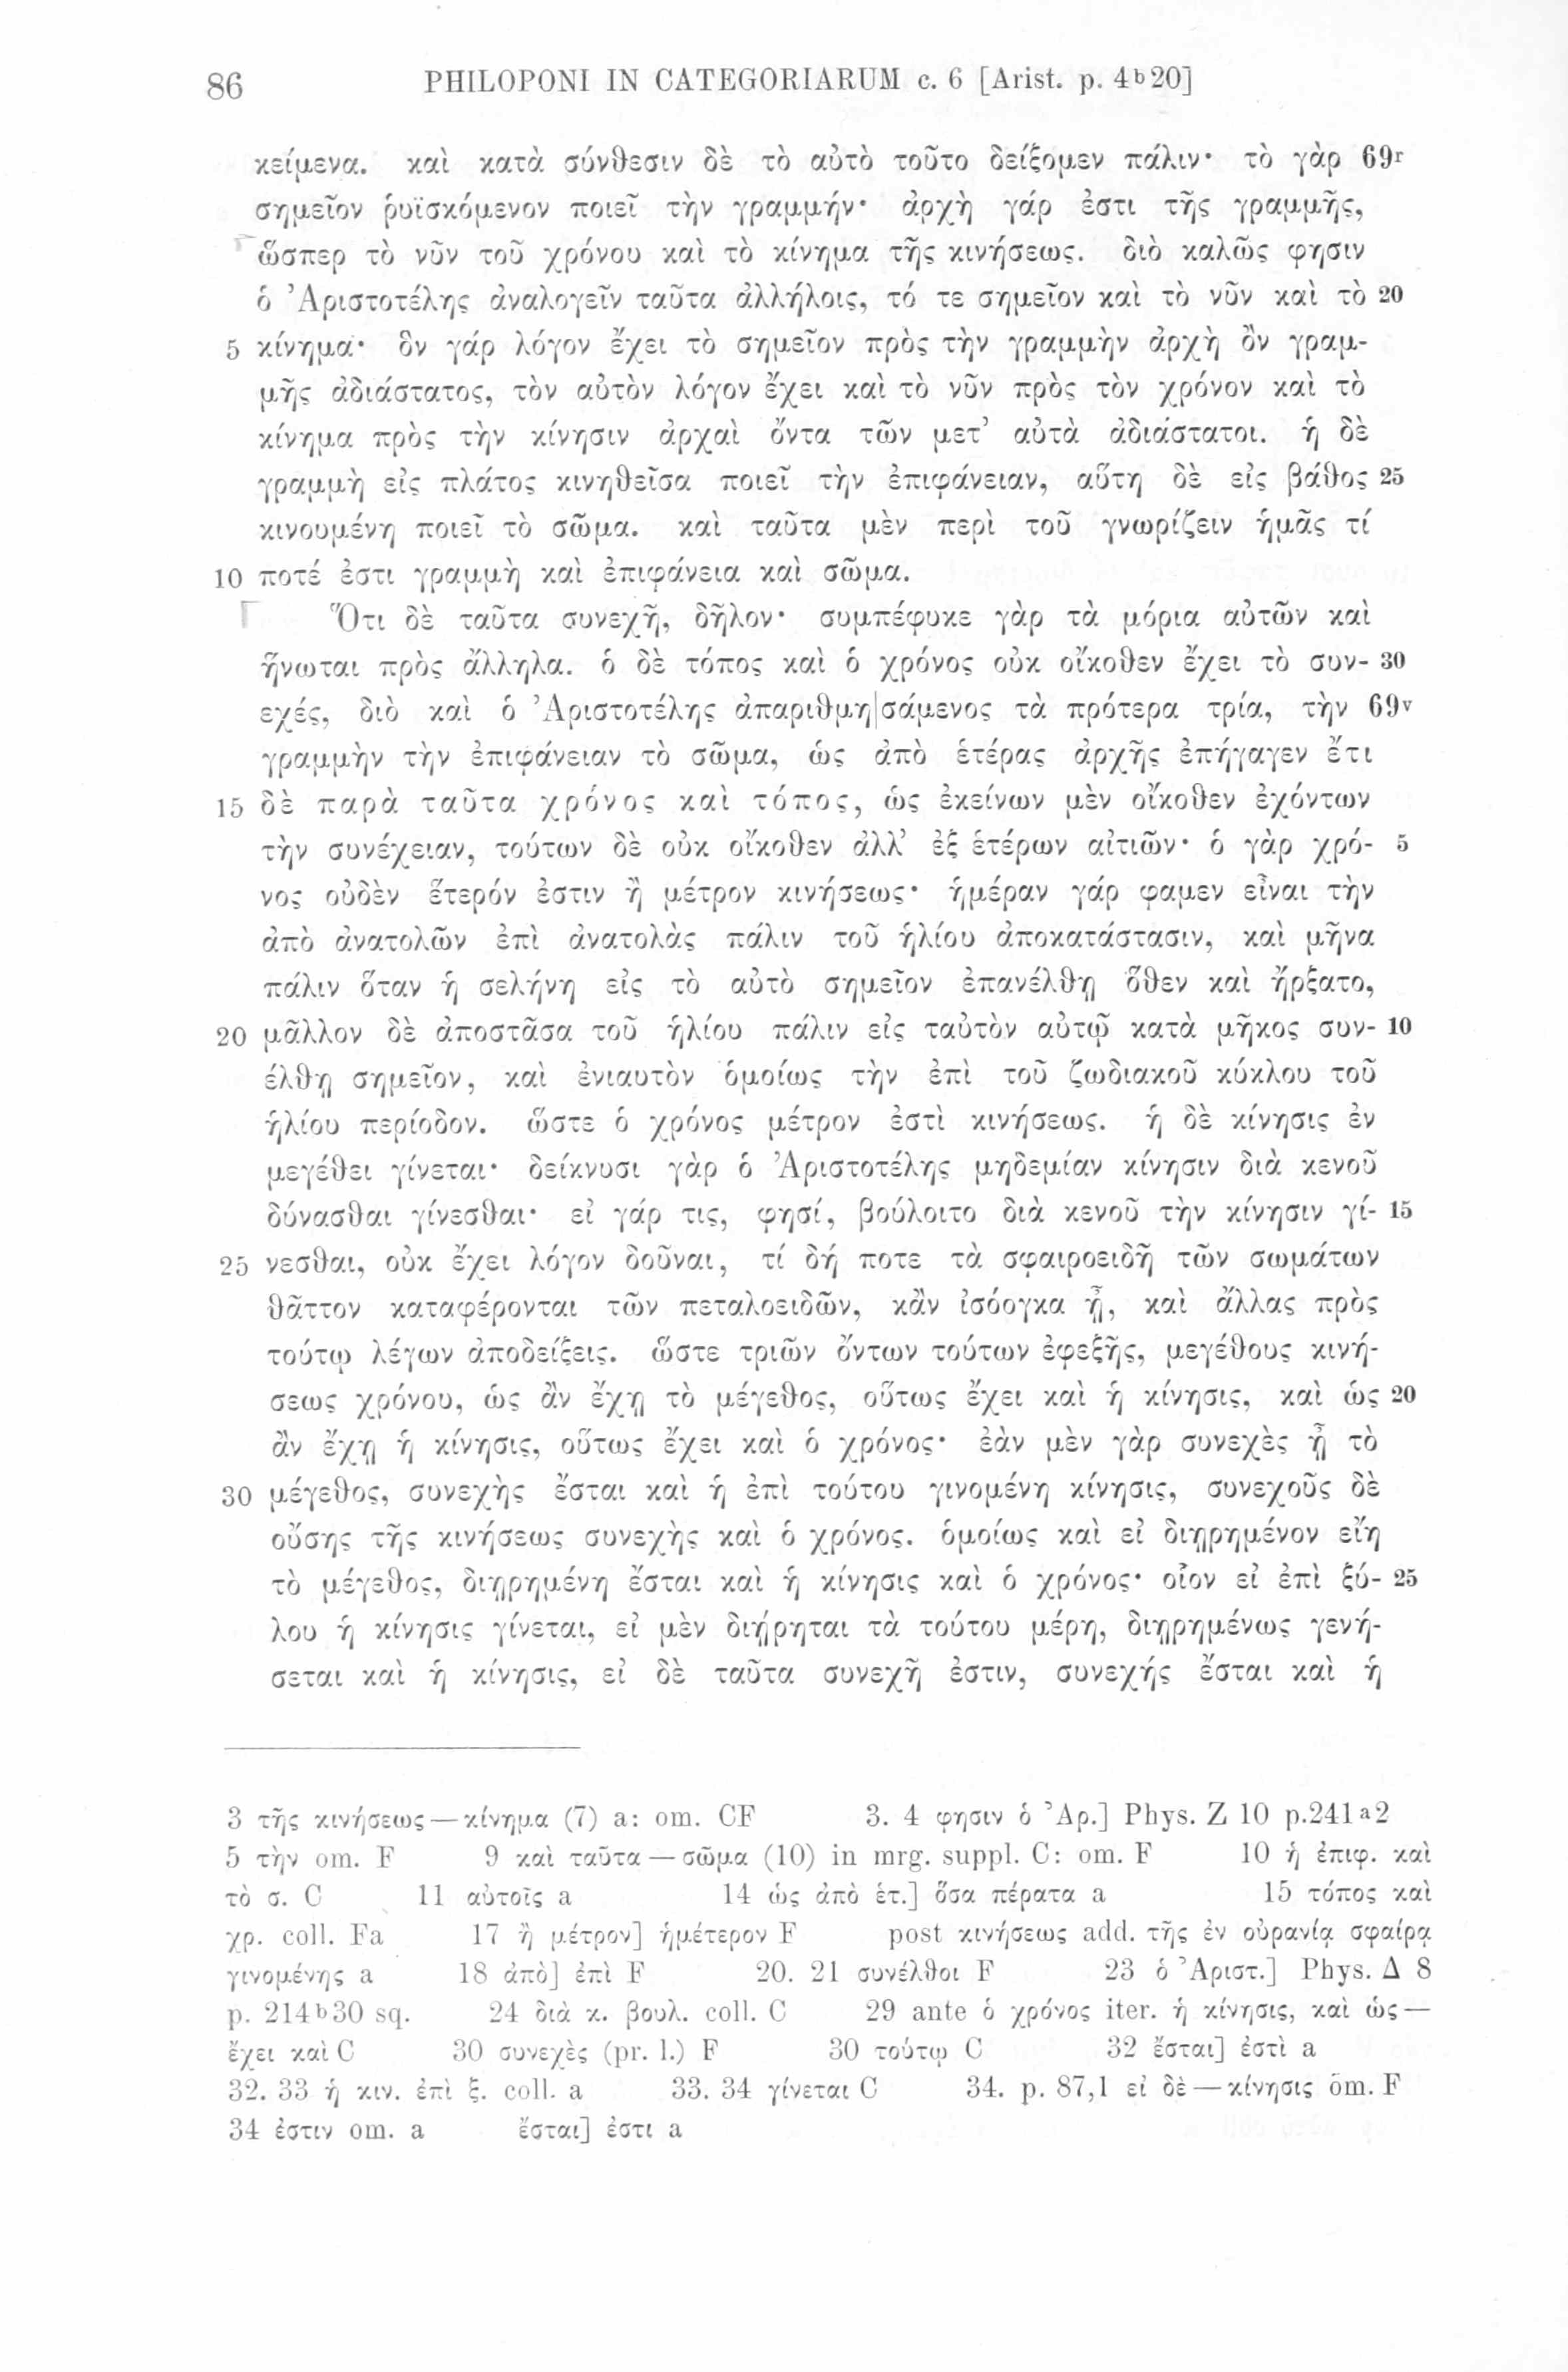 86 PHILOPONI IN CATEGORIARUM c. 6 [Arist. p. 4b20]
κείμενα. καὶ κατὰ σύνθεσιν δὲ τὸ αὐτὸ τοῦτο δείξομεν πάλιν· τὸ γὰρ 69r
σημεῖον ῥυϊσκόμενον ποιεῖ τὴν γραμμήν· ἀρχὴ γάρ ἐστι τῆς γραμμῆς,
ὥσπερ τὸ νῦν τοῦ χρόνου καὶ τὸ κίνημα τῆς κινήσεως. διὸ καλῶς φησιν
ὁ Ἀριστοτέλης ἀναλογεῖν ταῦτα ἀλλήλοις, τό τε σημεῖον καὶ τὸ νῦν καὶ τὸ 20
5 κίνημα· ὃν γάρ λόγον ἔχει τὸ σημεῖον πρὸς τὴν γραμμὴν ἀρχὴ ὂν γραμ-
μῆς ἀδιάστατος, τὸν αὐτὸν λόγον ἔχει καὶ τὸ νῦν πρὸς τὸν χρόνον καὶ τὸ
κίνημα πρὸς τὴν κίνησιν ἀρχαὶ ὄντα τῶν μετ’ αὐτὰ ἀδιάστατοι. ἡ δὲ
γραμμὴ εἰς πλάτος κινηθεῖσα ποιεῖ τὴν ἐπιφάνειαν, αὕτη δὲ εἰς βάθος 25
κινουμένη ποιεῖ τὸ σῶμα. καὶ ταῦτα μὲν περὶ τοῦ γνωρίζειν ἡμᾶς τί
10 ποτέ ἐστι γραμμὴ καὶ ἐπιφάνεια καὶ σῶμα.
Ὅτι δὲ ταῦτα συνεχῆ, δῆλον· συμπέφυκε γὰρ τὰ μόρια αὐτῶν καὶ
ἥνωται πρὸς ἄλληλα. ὁ δὲ τόπος καὶ ὁ χρόνος οὐκ οἴκοθεν ἔχει τὸ συν- 30
εχές, διὸ καὶ ὁ Ἀριστοτέλης ἀπαριθμη|σάμενος τὰ πρότερα τρία, τὴν 69v
γραμμὴν τὴν ἐπιφάνειαν τὸ σῶμα, ὡς ἀπὸ ἑτέρας ἀρχῆς ἐπήγαγεν ἔτι
15 δὲ παρὰ ταῦτα χρόνος καὶ τόπος, ὡς ἐκείνων μὲν οἴκοθεν ἐχόντων
τὴν συνέχειαν, τούτων δὲ οὐκ οἴκοθεν ἀλλ’ ἐξ ἑτέρων αἰτιῶν· ὁ γὰρ χρό- 5
νος οὐδὲν ἕτερόν ἐστιν ἢ μέτρον κινήσεως· ἡμέραν γάρ φαμεν εἶναι τὴν
ἀπὸ ἀνατολῶν ἐπὶ ἀνατολὰς πάλιν τοῦ ἡλίου ἀποκατάστασιν, καὶ μῆνα
πάλιν ὅταν ἡ σελήνη εἰς τὸ αὐτὸ σημεῖον ἐπανέλθῃ ὅθεν καὶ ἤρξατο,
20 μᾶλλον δὲ ἀποστᾶσα τοῦ ἡλίου πάλιν εἰς ταὐτὸν αὐτῷ κατὰ μῆκος συν- 10
έλθῃ σημεῖον, καὶ ἐνιαυτὸν ὁμοίως τὴν ἐπὶ τοῦ ζωδιακοῦ κύκλου τοῦ
ἡλίου περίοδον. ὥστε ὁ χρόνος μέτρον ἐστὶ κινήσεως. ἡ δὲ κίνησις ἐν
μεγέθει γίνεται· δείκνυσι γὰρ ὁ Ἀριστοτέλης μηδεμίαν κίνησιν διὰ κενοῦ
δύνασθαι γίνεσθαι· εἰ γάρ τις, φησί, βούλοιτο διὰ κενοῦ τὴν κίνησιν γί- 15
25 νεσθαι, οὐκ ἔχει λόγον δοῦναι, τί δή ποτε τὰ σφαιροειδῆ τῶν σωμάτων
θᾶττον καταφέρονται τῶν πεταλοειδῶν, κἂν ἰσόογκα ᾖ, καὶ ἄλλας πρὸς
τούτῳ λέγων ἀποδείξεις. ὥστε τριῶν ὄντων τούτων ἐφεξῆς, μεγέθους κινή-
σεως χρόνου, ὡς ἂν ἔχῃ τὸ μέγεθος, οὕτως ἔχει καὶ ἡ κίνησις, καὶ ὡς 20
ἂν ἔχῃ ἡ κίνησις, οὕτως ἔχει καὶ ὁ χρόνος· ἐὰν μὲν γὰρ συνεχὲς ᾖ τὸ
30 μέγεθος, συνεχὴς ἔσται καὶ ἡ ἐπὶ τούτου γινομένη κίνησις, συνεχοῦς δὲ
οὔσης τῆς κινήσεως συνεχὴς καὶ ὁ χρόνος. ὁμοίως καὶ εἰ διῃρημένον εἴη
τὸ μέγεθος, διῃρημένη ἔσται καὶ ἡ κίνησις καὶ ὁ χρόνος· οἷον εἰ ἐπὶ ξύ- 25
λου ἡ κίνησις γίνεται, εἰ μὲν διῄρηται τὰ τούτου μέρη, διῃρημένως γενή-
σεται καὶ ἡ κίνησις, εἰ δὲ ταῦτα συνεχῆ ἐστιν, συνεχής ἔσται καὶ ἡ
3 τῆς κινήσεως — κίνημα (7) a: om. CF 3. 4 φησιν ὁ Ἀρ.] Phys. Z 10 p.241a2
5 τὴν om. F 9 καὶ ταῦτα — σῶμα (10) in mrg. suppl. C: om. F 10 ἡ ἐπιφ. καὶ
τὸ σ. C 11 αὐτοῖς a 14 ὡς ἀπὸ ἑτ.] ὅσα πέρατα a 15 τόπος καὶ
χρ. coll. Fa 17 ἢ μέτρον] ἡμέτερον F post κινήσεως add. τῆς ἐν οὐρανίᾳ σφαίρᾳ
γινομένης a 18 ἀπὸ] ἐπὶ F 20. 21 συνέλθοι F 23 ὁ Ἀριστ.] Phys. Δ 8
p. 214b30 sq. 24 διὰ κ. βουλ. coll. C 29 ante ὁ χρόνος iter. ἡ κίνησις, καὶ ὡς —
ἔχει καὶ C 30 συνεχὲς (pr. l.) F 30 τούτῳ C 32 ἔσται] ἐστὶ a
32. 33 ἡ κιν. ἐπὶ ξ. coll. a 33. 34 γίνεται C 34. p. 87,1 εἰ δὲ — κίνησις om. F
34 ἐστιν om. a ἔσται] ἐστι a